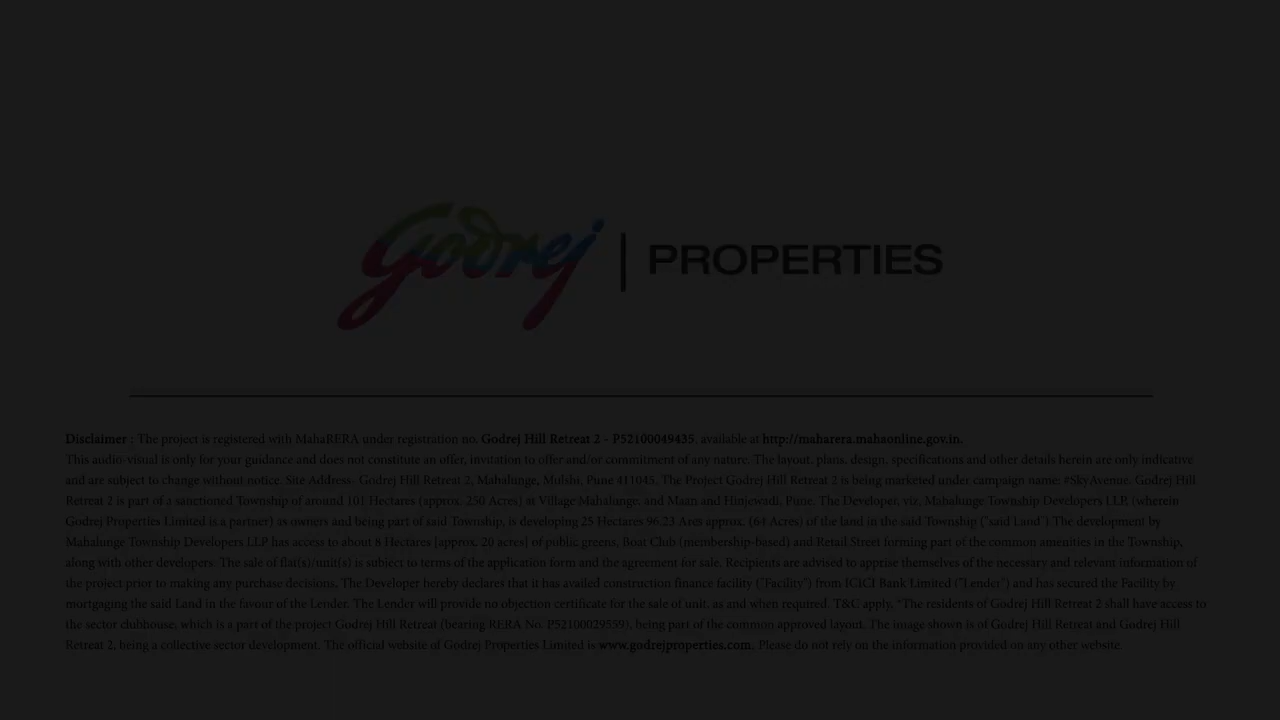 Godrej | PROPERTIES
Disclaimer : The project is registered with MahaRERA under registration no. Godrej Hill Retreat 2 - P52100049435, available at http://maharera.mahaonline.gov.in.
This audio-visual is only for your guidance and does not constitute an offer, invitation to offer and/or commitment of any nature. The layout, plans, design, specifications and other details herein are only indicative
and are subject to change without notice. Site Address: Godrej Hill Retreat 2, Mahalunge, Mulshi, Pune 411045. The Project Godrej Hill Retreat 2 is being marketed under campaign name: #SkyAvenue. Godrej Hill
Retreat 2 is part of a sanctioned Township of around 101 Hectares (approx. 250 Acres) at Village Mahalunge, and Maan and Hinjewadi, Pune. The Developer, viz. Mahalunge Township Developers LLP, (wherein
Godrej Properties Limited is a partner) as owners and being part of said Township, is developing 25 Hectares 96.23 Ares approx. (64 Acres) of the land in the said Township ("said Land") The development by
Mahalunge Township Developers LLP has access to about 8 Hectares [approx. 20 acres] of public greens, Boat Club (membership-based) and Retail Street forming part of the common amenities in the Township,
along with other developers. The sale of flat(s)/unit(s) is subject to terms of the application form and the agreement for sale. Recipients are advised to apprise themselves of the necessary and relevant information of
the project prior to making any purchase decisions. The Developer hereby declares that it has availed construction finance facility ("Facility") from ICICI Bank Limited ("Lender") and has secured the Facility by
mortgaging the said Land in the favour of the Lender. The Lender will provide no objection certificate for the sale of unit, as and when required. T&C apply. *The residents of Godrej Hill Retreat 2 shall have access to
the sector clubhouse, which is a part of the project Godrej Hill Retreat (bearing RERA No. P52100029559), being part of the common approved layout. The image shown is of Godrej Hill Retreat and Godrej Hill
Retreat 2, being a collective sector development. The official website of Godrej Properties Limited is www.godrejproperties.com. Please do not rely on the information provided on any other website.